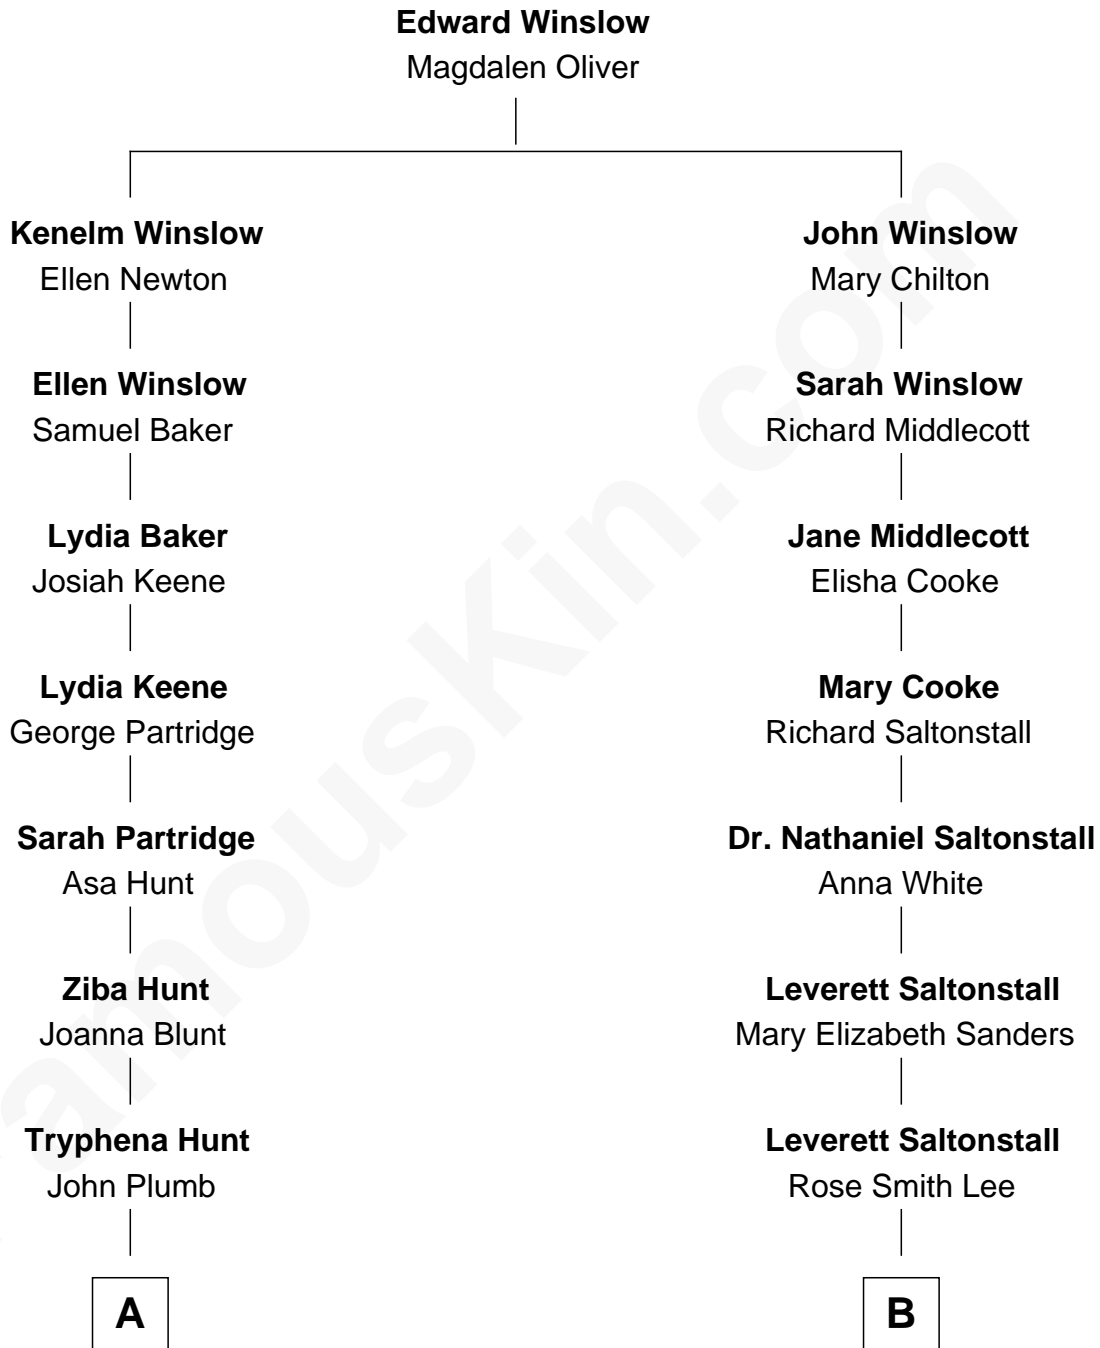 Edward Winslow
Magdalen Oliver
Kenelm Winslow
Ellen Newton
John Winslow
Mary Chilton
Ellen Winslow
Samuel Baker
Sarah Winslow
Richard Middlecott
Lydia Baker
Josiah Keene
Jane Middlecott
Elisha Cooke
Lydia Keene
George Partridge
Mary Cooke
Richard Saltonstall
Sarah Partridge
Asa Hunt
Dr. Nathaniel Saltonstall
Anna White
Ziba Hunt
Joanna Blunt
Leverett Saltonstall
Mary Elizabeth Sanders
Tryphena Hunt
John Plumb
Leverett Saltonstall
Rose Smith Lee
A
B
amousKin.com